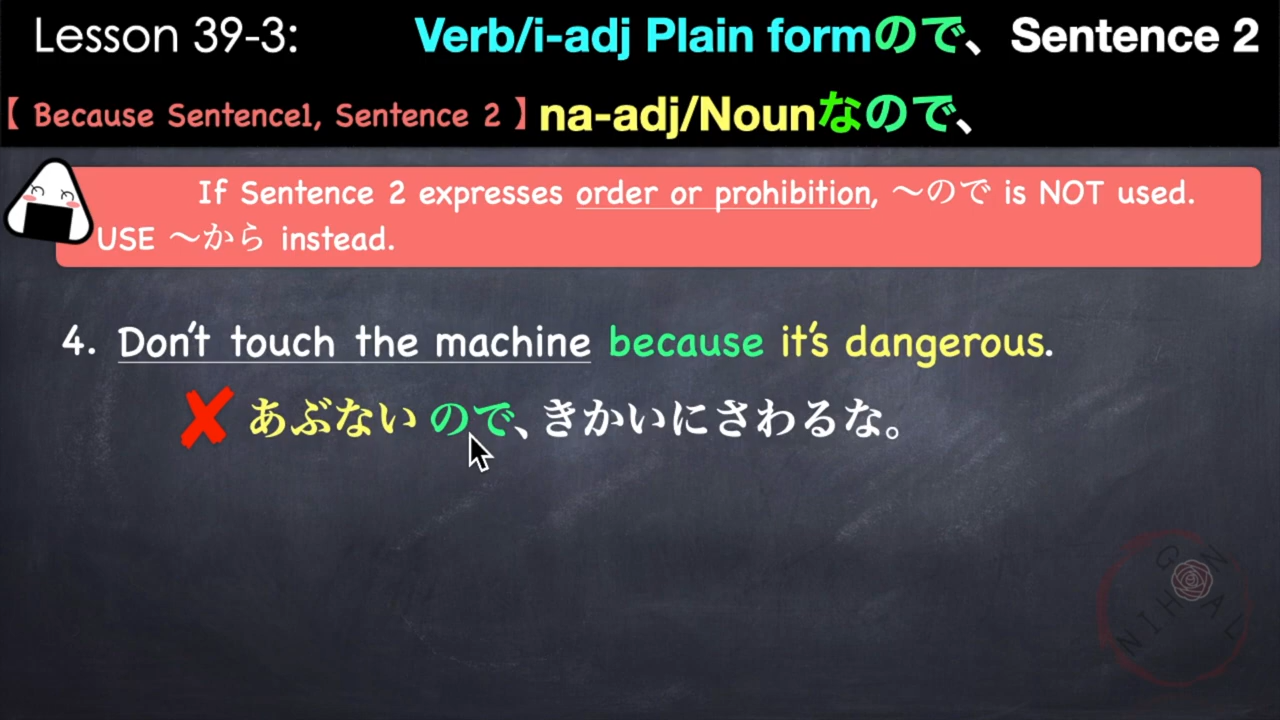 Lesson 39-3: Verb/i-adj Plain formので、Sentence 2
【 Because Sentence1, Sentence 2 】 na-adj/Nounなので、
If Sentence 2 expresses order or prohibition, 〜ので is NOT used.
USE 〜から instead.
4. Don't touch the machine because it's dangerous.
✘ あぶない ので、きかいにさわるな。
NIHON GOAL